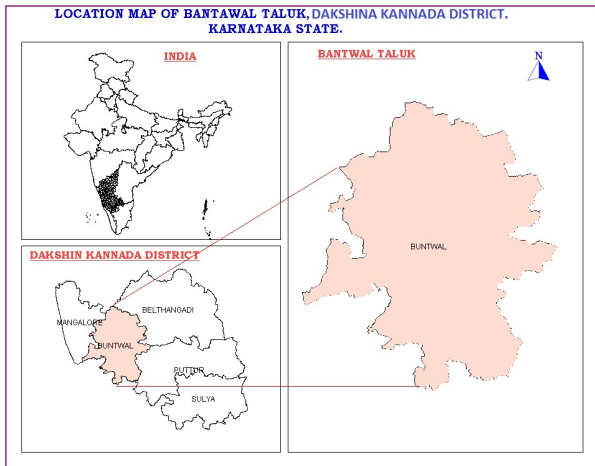 LOCATION MAP OF BANTAWAL TALUK, DAKSHINA KANNADA DISTRICT.
KARNATAKA STATE.
INDIA
BANTWAL TALUK
N
BUNTWAL
DAKSHIN KANNADA DISTRICT
BELTHANGADI
MANGALORE
BUNTWAL
PUTTUR
SULYA